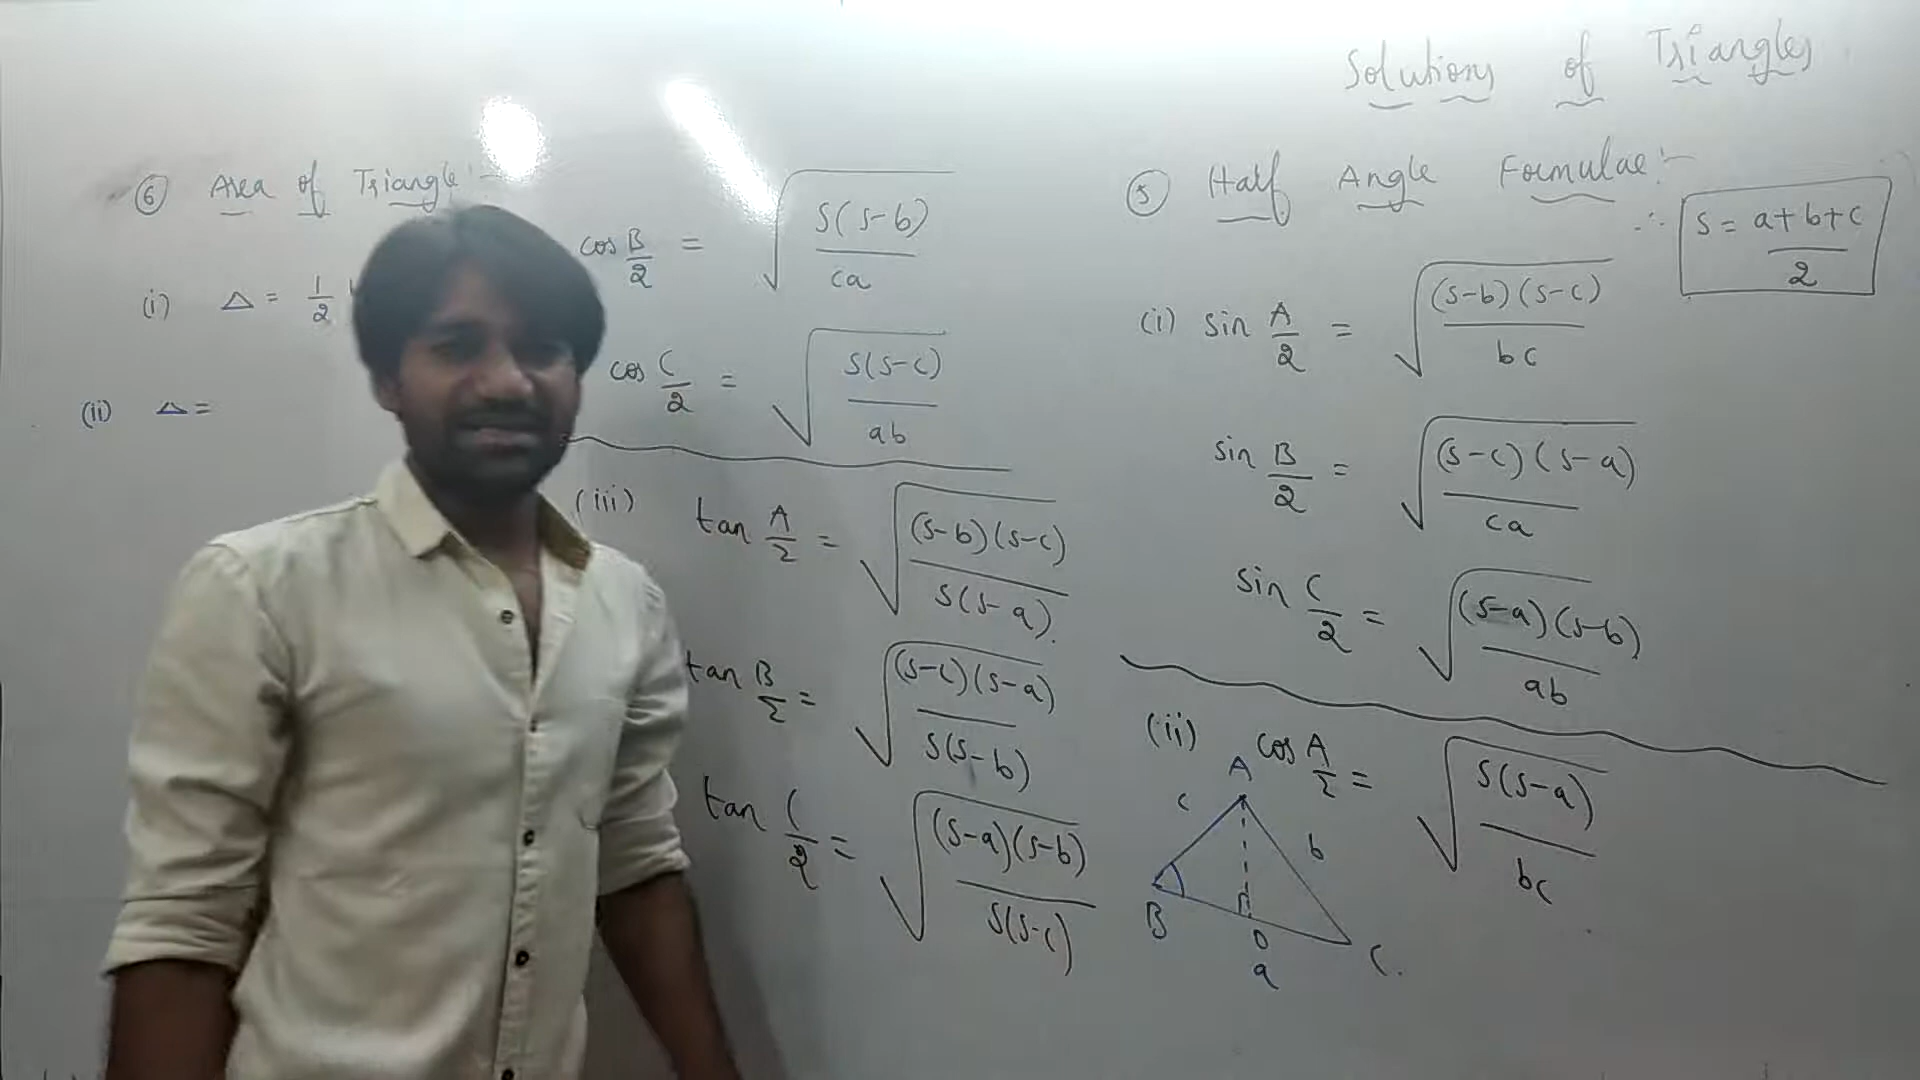 Solutions of Triangles
⑤ Half Angle Formulae:-
∴ s = a+b+c / 2
(i) sin A/2 = √((s-b)(s-c) / bc)
sin B/2 = √((s-c)(s-a) / ca)
sin C/2 = √((s-a)(s-b) / ab)
(ii) cos A/2 = √(s(s-a) / bc)
A
c
b
B
D
a
C
cos B/2 = √(s(s-b) / ca)
cos C/2 = √(s(s-c) / ab)
(iii) tan A/2 = √((s-b)(s-c) / s(s-a))
tan B/2 = √((s-c)(s-a) / s(s-b))
tan C/2 = √((s-a)(s-b) / s(s-c))
⑥ Area of Triangle:-
(i) Δ = 1/2
(ii) Δ =